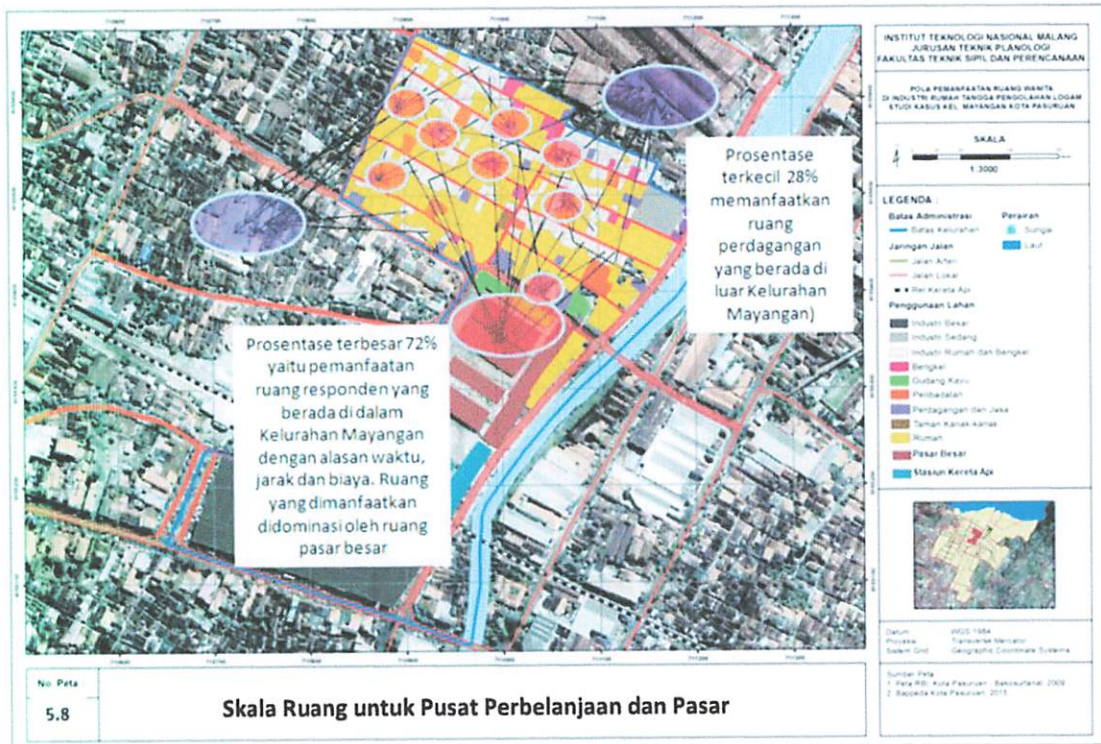 INSTITUT TEKNOLOGI NASIONAL MALANG
JURUSAN TEKNIK PLANOLOGI
FAKULTAS TEKNIK SIPIL DAN PERENCANAAN
POLA PEMANFAATAN RUANG WANITA
DI INDUSTRI RUMAH TANGGA PENGOLAHAN LOGAM
STUDI KASUS KEL. MAYANGAN KOTA PASURUAN
SKALA
1:3000
LEGENDA :
Batas Administrasi
Batas Kelurahan
Jaringan Jalan
Jalan Arteri
Jalan Lokal
Rel Kereta Api
Perairan
Sungai
Laut
Penggunaan Lahan
Industri Besar
Industri Sedang
Industri Rumah dan Bengkel
Bengkel
Gudang Kayu
Peribadatan
Perdagangan dan Jasa
Taman Kanak-kanak
Rumah
Pasar Besar
Stasiun Kereta Api
Prosentase
terkecil 28%
memanfaatkan
ruang
perdagangan
yang berada di
luar Kelurahan
Mayangan)
Prosentase terbesar 72%
yaitu pemanfaatan
ruang responden yang
berada di dalam
Kelurahan Mayangan
dengan alasan waktu,
jarak dan biaya. Ruang
yang dimanfaatkan
didominasi oleh ruang
pasar besar
Datum WGS 1984
Proyeksi Transverse Mercator
Sistem Grid Geographic Coordinate Systems
Sumber Peta
1. Peta RBI Kota Pasuruan : Bakosurtanal, 2009
2. Bappeda Kota Pasuruan, 2011
No. Peta :
5.8
Skala Ruang untuk Pusat Perbelanjaan dan Pasar